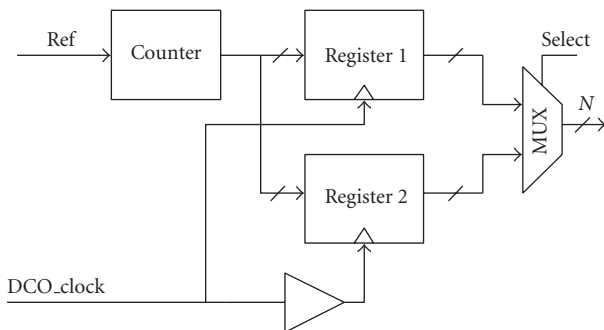 Ref
Counter
Register 1
Select
MUX
N
Register 2
DCO_clock